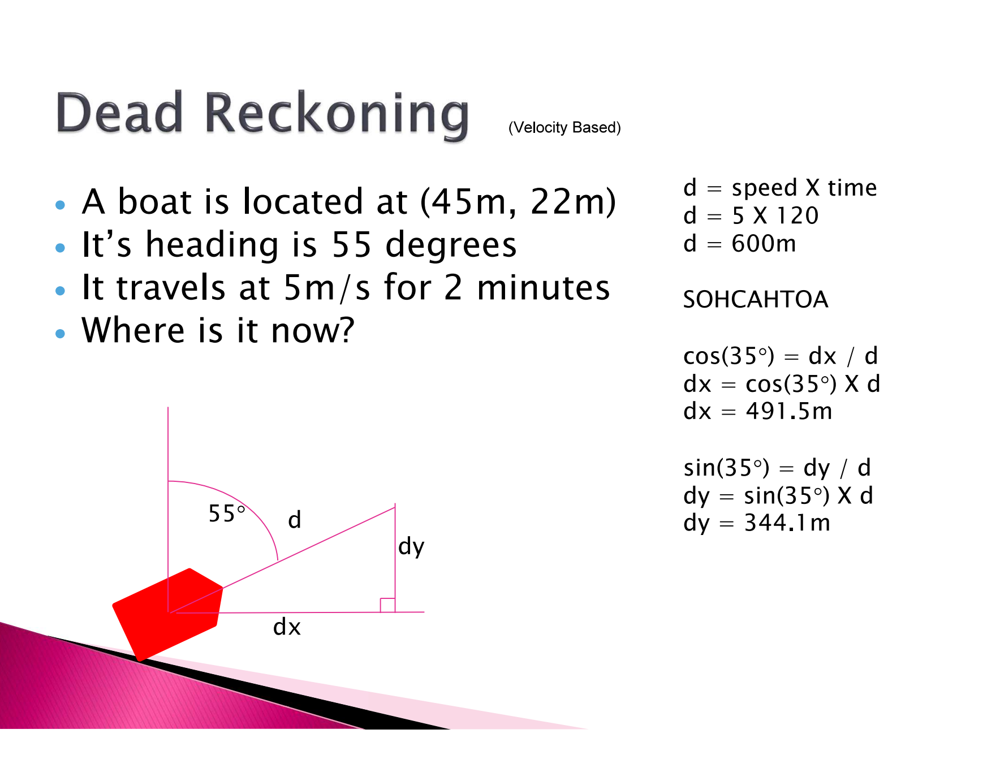 Dead Reckoning (Velocity Based)
• A boat is located at (45m, 22m)
• It’s heading is 55 degrees
• It travels at 5m/s for 2 minutes
• Where is it now?
d = speed X time
d = 5 X 120
d = 600m
SOHCAHTOA
cos(35°) = dx / d
dx = cos(35°) X d
dx = 491.5m
sin(35°) = dy / d
dy = sin(35°) X d
dy = 344.1m
55°
d
dy
dx